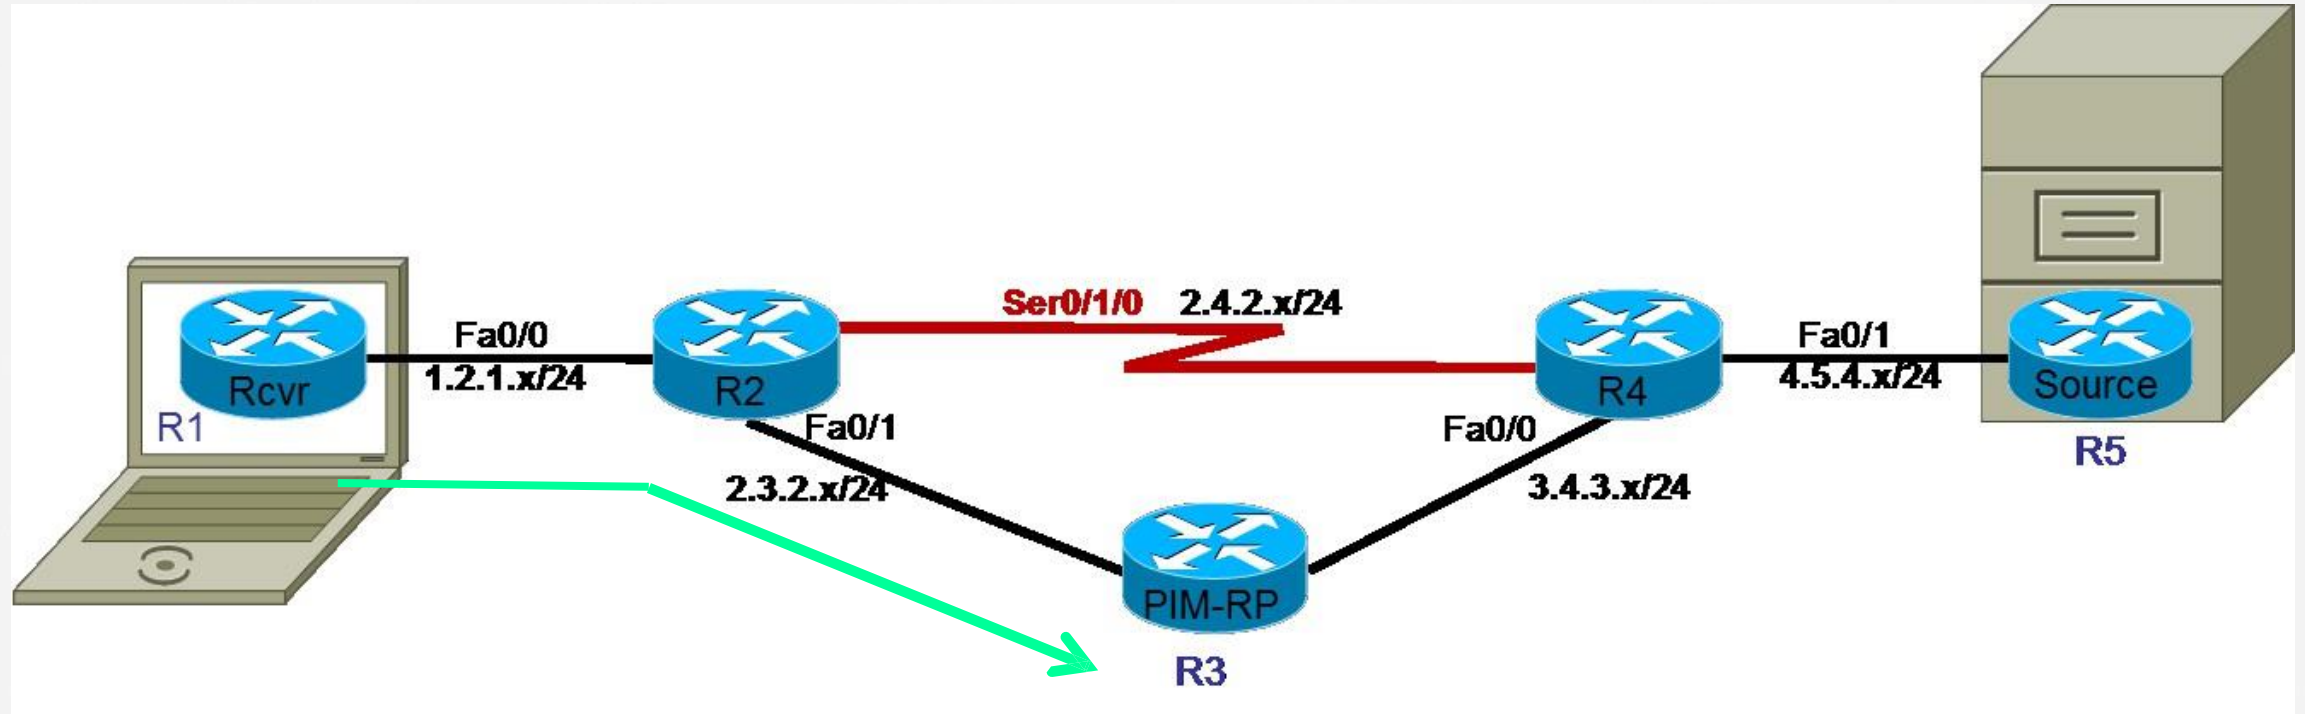 Ser0/1/0 2.4.2.x/24
Fa0/0
1.2.1.x/24
Rcvr
R1
R2
R4
Fa0/1
4.5.4.x/24
Source
R5
Fa0/1
2.3.2.x/24
Fa0/0
3.4.3.x/24
PIM-RP
R3